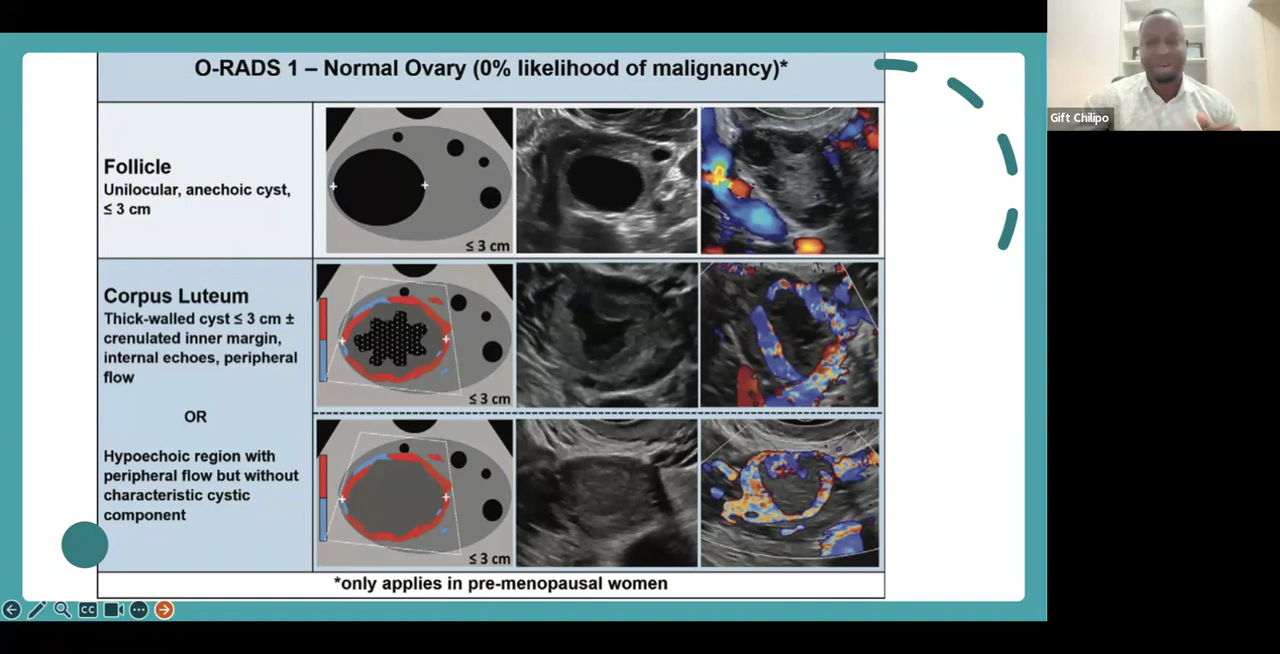 O-RADS 1 – Normal Ovary (0% likelihood of malignancy)*
Gift Chilipo
Follicle
Unilocular, anechoic cyst,
≤ 3 cm
≤ 3 cm
Corpus Luteum
Thick-walled cyst ≤ 3 cm ±
crenulated inner margin,
internal echoes, peripheral
flow
≤ 3 cm
OR
Hypoechoic region with
peripheral flow but without
characteristic cystic
component
≤ 3 cm
*only applies in pre-menopausal women
CC